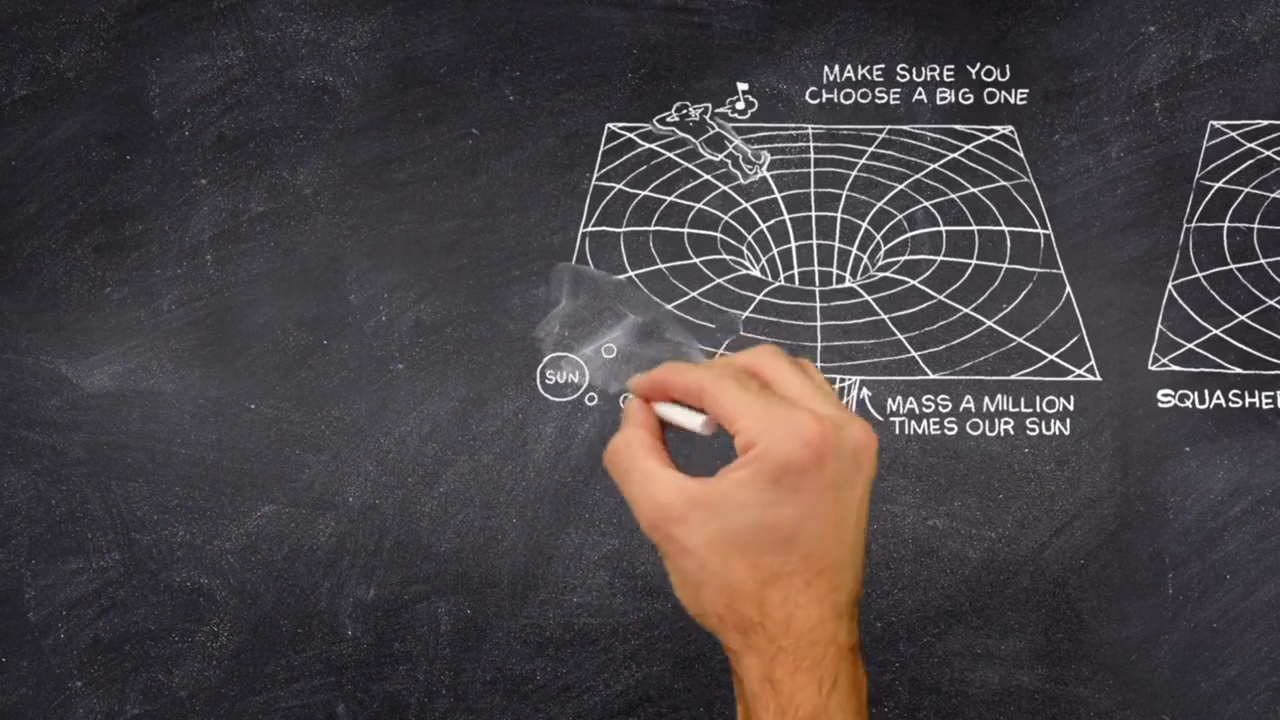 MAKE SURE YOU
CHOOSE A BIG ONE
SUN
MASS A MILLION
TIMES OUR SUN